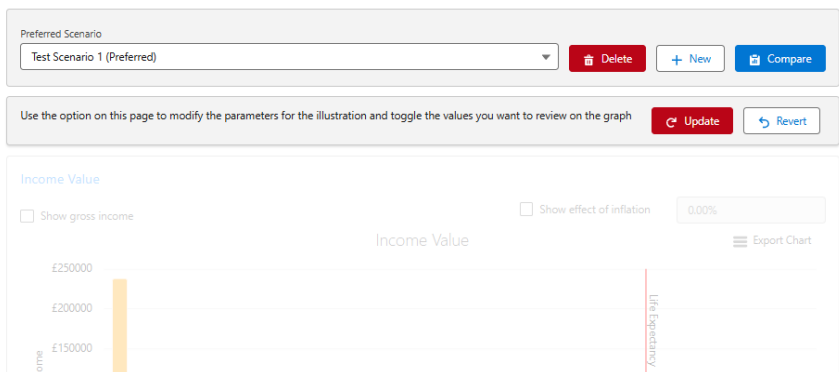 Preferred Scenario
Test Scenario 1 (Preferred)
Delete
New
Compare
Use the option on this page to modify the parameters for the illustration and toggle the values you want to review on the graph
Update
Revert
Income Value
Show gross income
Show effect of inflation
0.00%
Income Value
Export Chart
£250000
£200000
£150000
Life Expectancy